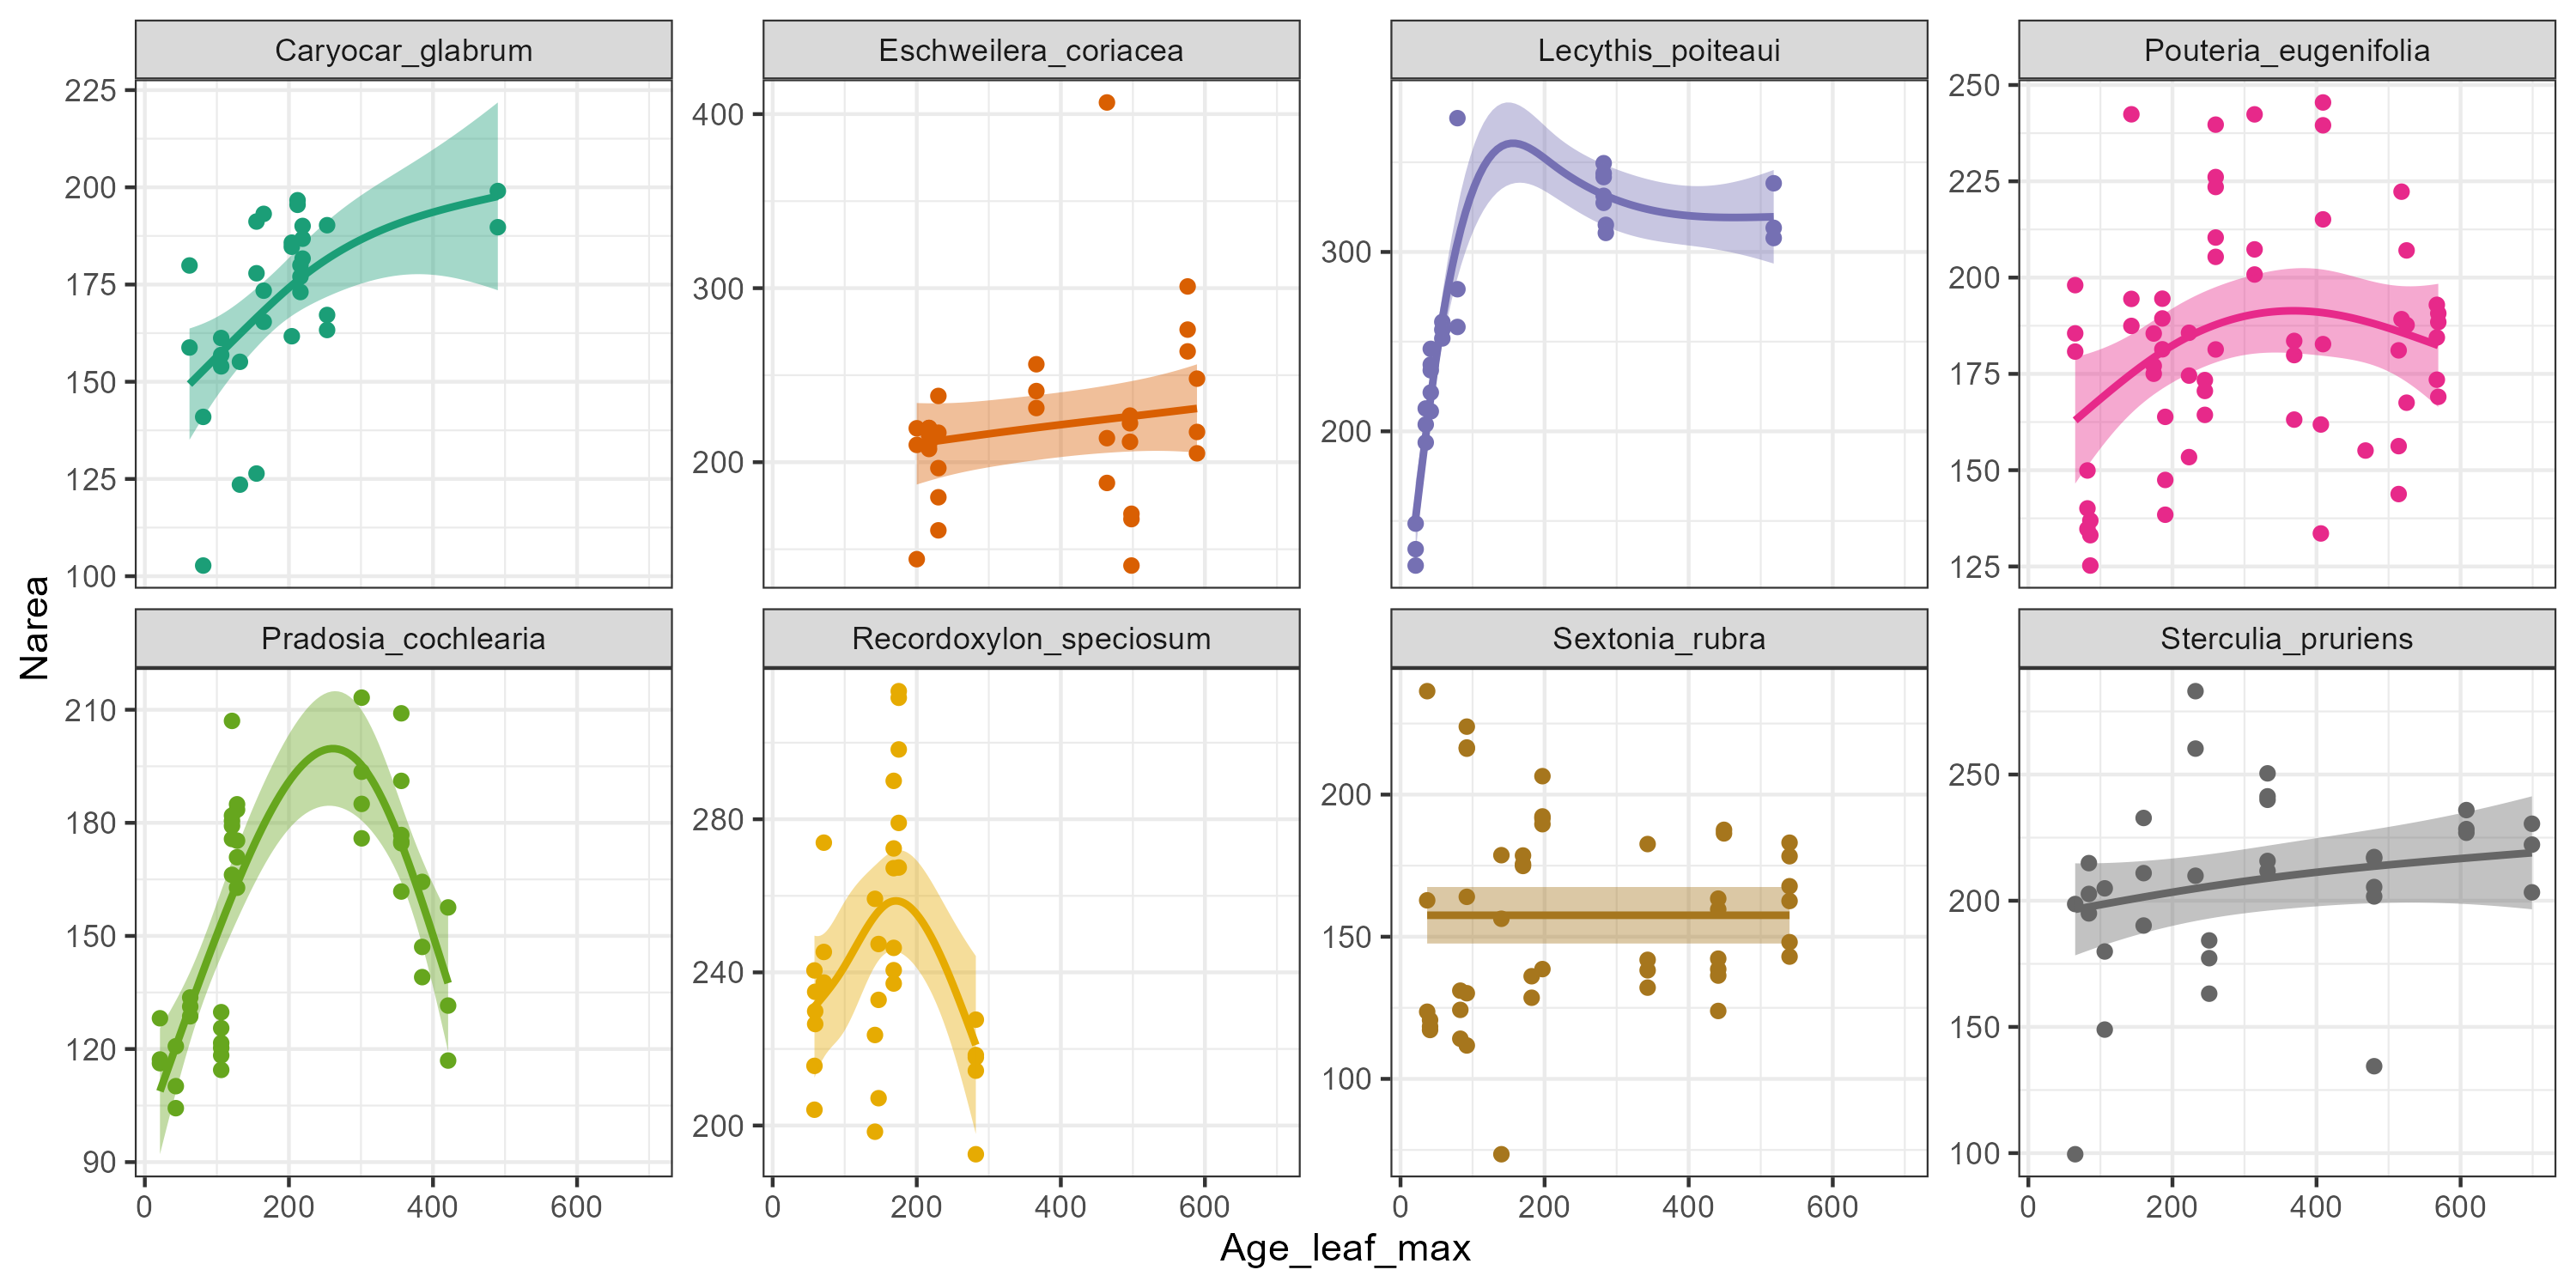 Caryocar_glabrum
Eschweilera_coriacea
Lecythis_poiteaui
Pouteria_eugenifolia
225
200
175
150
125
100
400
300
200
300
200
250
225
200
175
150
125
Narea
Pradosia_cochlearia
Recordoxylon_speciosum
Sextonia_rubra
Sterculia_pruriens
210
180
150
120
90
280
240
200
200
150
100
250
200
150
100
0 200 400 600
0 200 400 600
0 200 400 600
0 200 400 600
Age_leaf_max